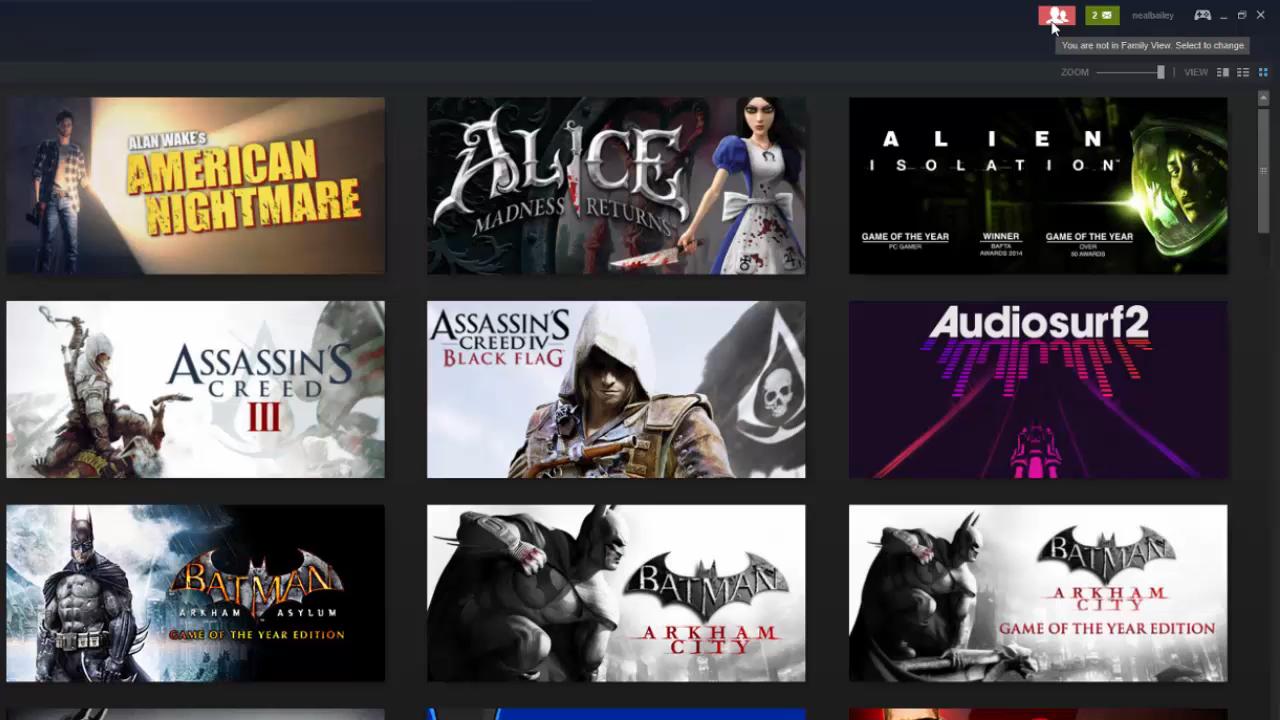 2
nealbailey
You are not in Family View. Select to change.
ZOOM
VIEW
ALAN WAKE'S
AMERICAN
NIGHTMARE
ALICE
MADNESS RETURNS
ALIEN
ISOLATION
GAME OF THE YEAR
PC GAMER
WINNER
BAFTA
AWARDS 2014
GAME OF THE YEAR
OVER
50 AWARDS
ASSASSIN'S
CREED
III
ASSASSIN'S
CREED IV
BLACK FLAG
Audiosurf2
BATMAN
ARKHAM ASYLUM
GAME OF THE YEAR EDITION
BATMAN
ARKHAM
CITY
BATMAN
ARKHAM
CITY
GAME OF THE YEAR EDITION